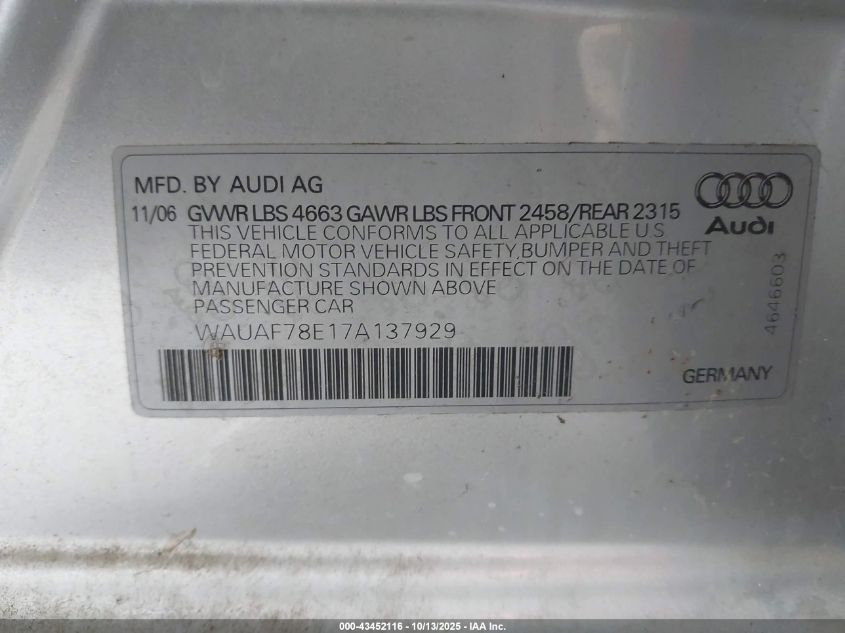 MFD. BY AUDI AG
11/06 GVWR LBS 4663 GAWR LBS FRONT 2458/REAR 2315
THIS VEHICLE CONFORMS TO ALL APPLICABLE U.S.
FEDERAL MOTOR VEHICLE SAFETY, BUMPER AND THEFT
PREVENTION STANDARDS IN EFFECT ON THE DATE OF
MANUFACTURE SHOWN ABOVE
PASSENGER CAR
WAUAF78E17A137929
Audi
4646603
GERMANY
000-43452116 - 10/13/2025 - IAA Inc.